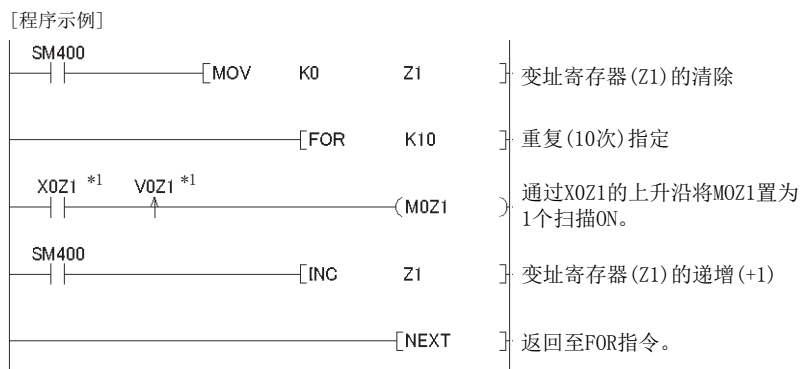 [程序示例]
SM400
MOV K0 Z1 变址寄存器(Z1)的清除
FOR K10 重复(10次)指定
X0Z1 *1 V0Z1 *1
M0Z1 通过X0Z1的上升沿将M0Z1置为
1个扫描ON。
SM400
INC Z1 变址寄存器(Z1)的递增(+1)
NEXT 返回至FOR指令。